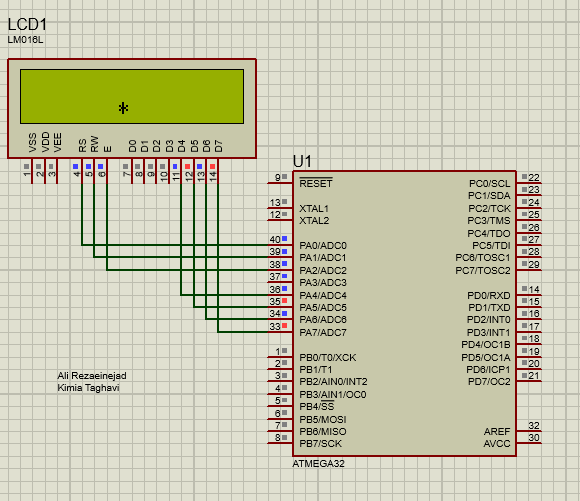 LCD1
LM016L
*
VSS VDD VEE RS RW E D0 D1 D2 D3 D4 D5 D6 D7
1 2 3 4 5 6 7 8 9 10 11 12 13 14
U1
9 RESET PC0/SCL 22
PC1/SDA 23
13 XTAL1 PC2/TCK 24
12 XTAL2 PC3/TMS 25
PC4/TDO 26
40 PA0/ADC0 PC5/TDI 27
39 PA1/ADC1 PC6/TOSC1 28
38 PA2/ADC2 PC7/TOSC2 29
37 PA3/ADC3
36 PA4/ADC4 PD0/RXD 14
35 PA5/ADC5 PD1/TXD 15
34 PA6/ADC6 PD2/INT0 16
33 PA7/ADC7 PD3/INT1 17
PD4/OC1B 18
1 PB0/T0/XCK PD5/OC1A 19
2 PB1/T1 PD6/ICP1 20
3 PB2/AIN0/INT2 PD7/OC2 21
4 PB3/AIN1/OC0
5 PB4/SS
6 PB5/MOSI
7 PB6/MISO AREF 32
8 PB7/SCK AVCC 30
ATMEGA32
Ali Rezaeinejad
Kimia Taghavi